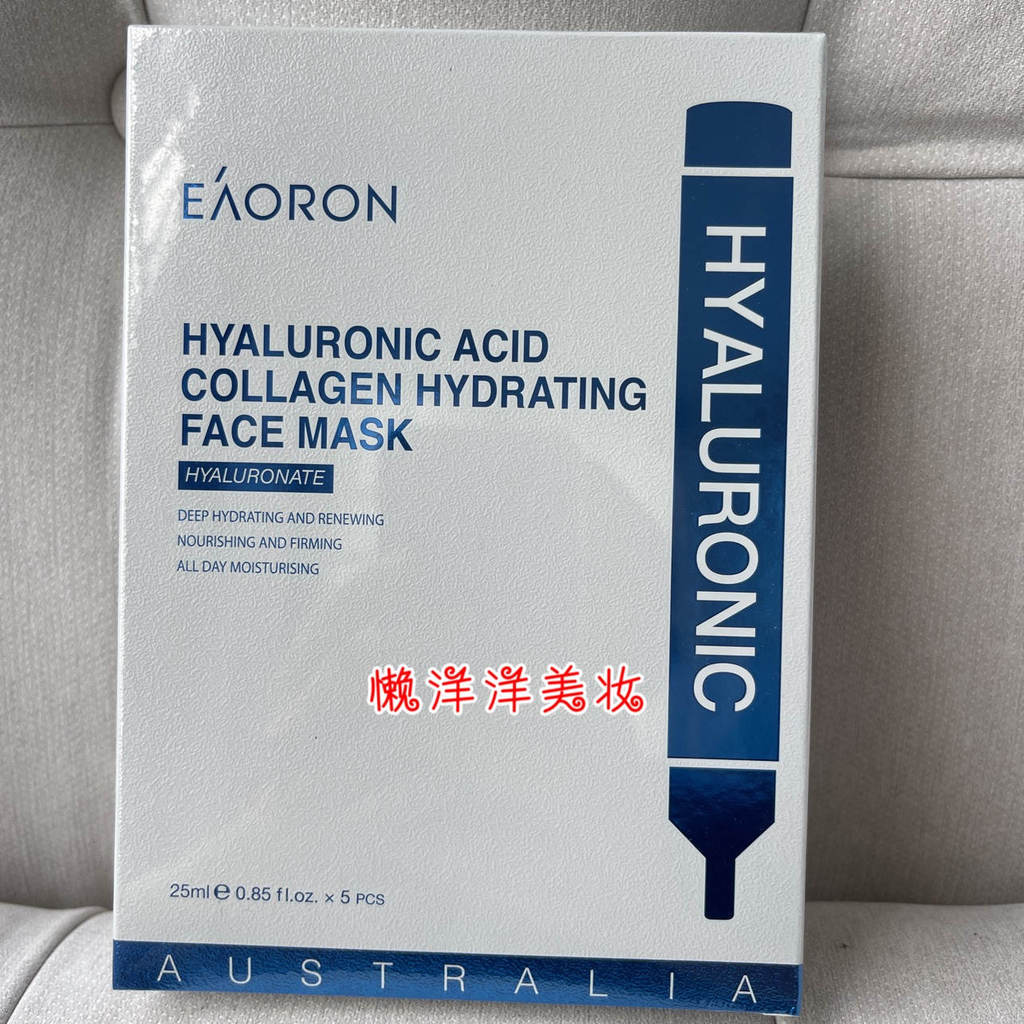 EÁORON
HYALURONIC ACID
COLLAGEN HYDRATING
FACE MASK
HYALURONATE
DEEP HYDRATING AND RENEWING
NOURISHING AND FIRMING
ALL DAY MOISTURISING
HYALURONIC
懒洋洋美妆
25ml ℮ 0.85 fl.oz. × 5 PCS
AUSTRALIA